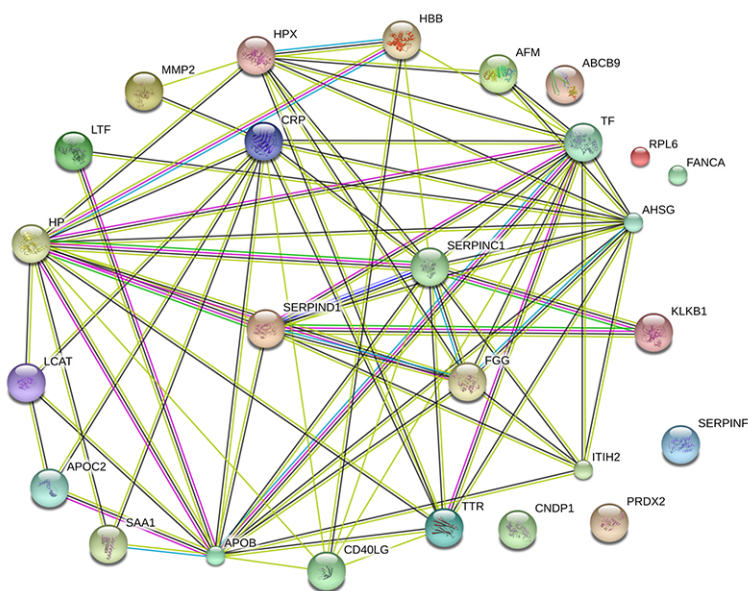 HPX
HBB
AFM
ABCB9
MMP2
CRP
TF
LTF
RPL6
FANCA
HP
AHSG
SERPINC1
SERPIND1
KLKB1
LCAT
FGG
SERPINF
APOC2
ITIH2
SAA1
APOB
CD40LG
TTR
CNDP1
PRDX2